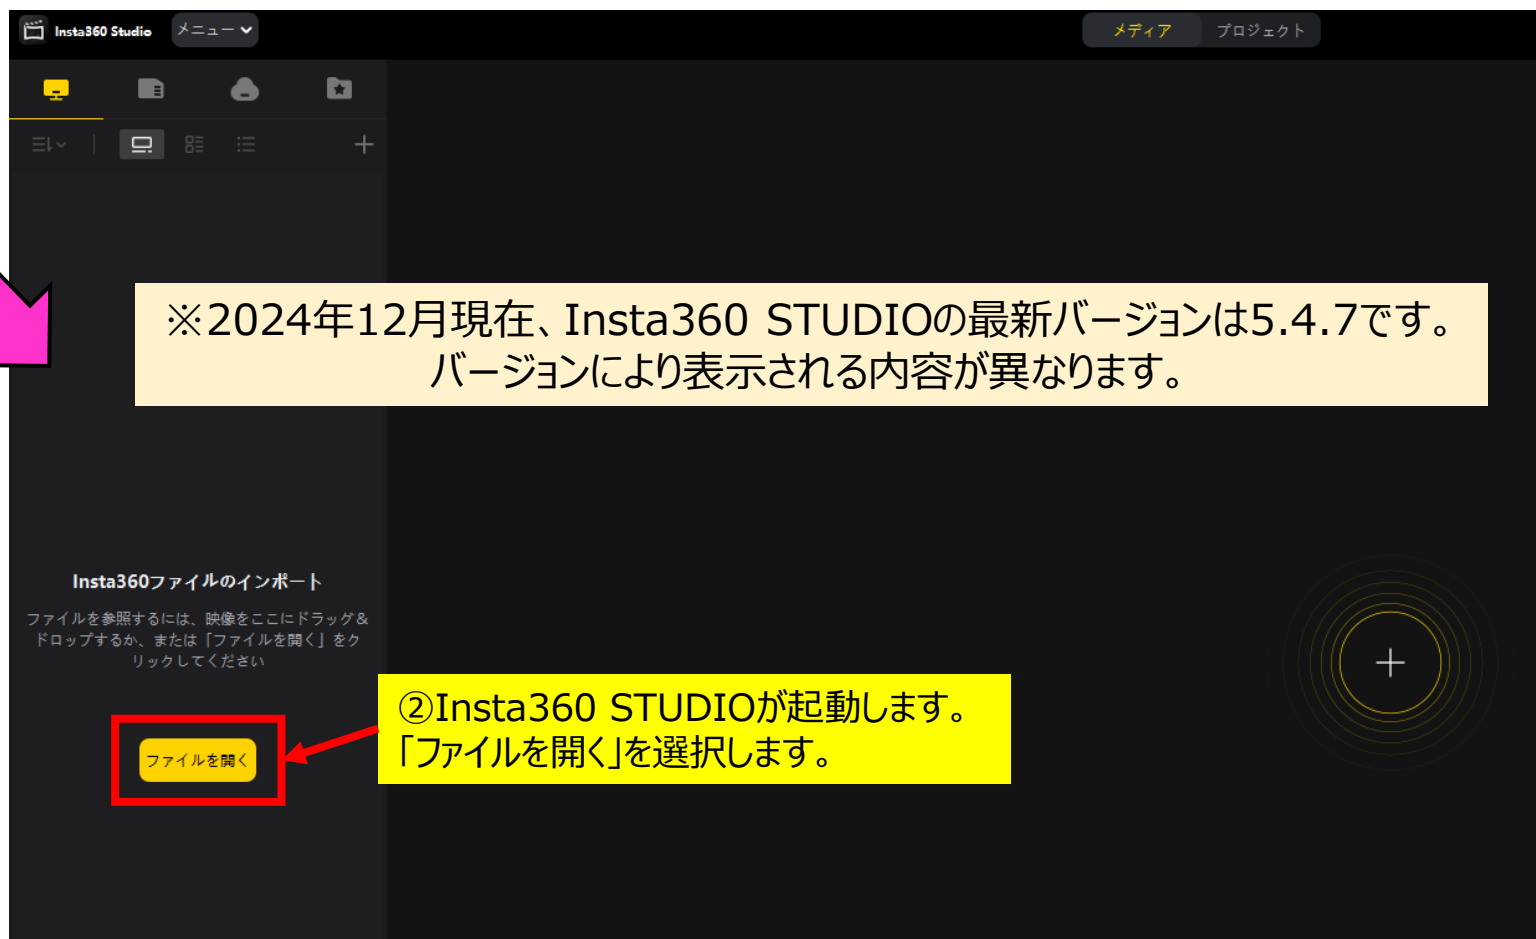 Insta360 Studio メニュー メディア プロジェクト
※2024年12月現在、Insta360 STUDIOの最新バージョンは5.4.7です。
バージョンにより表示される内容が異なります。
Insta360ファイルのインポート
ファイルを参照するには、映像をここにドラッグ&
ドロップするか、または「ファイルを開く」をク
リックしてください
②Insta360 STUDIOが起動します。
「ファイルを開く」を選択します。
ファイルを開く